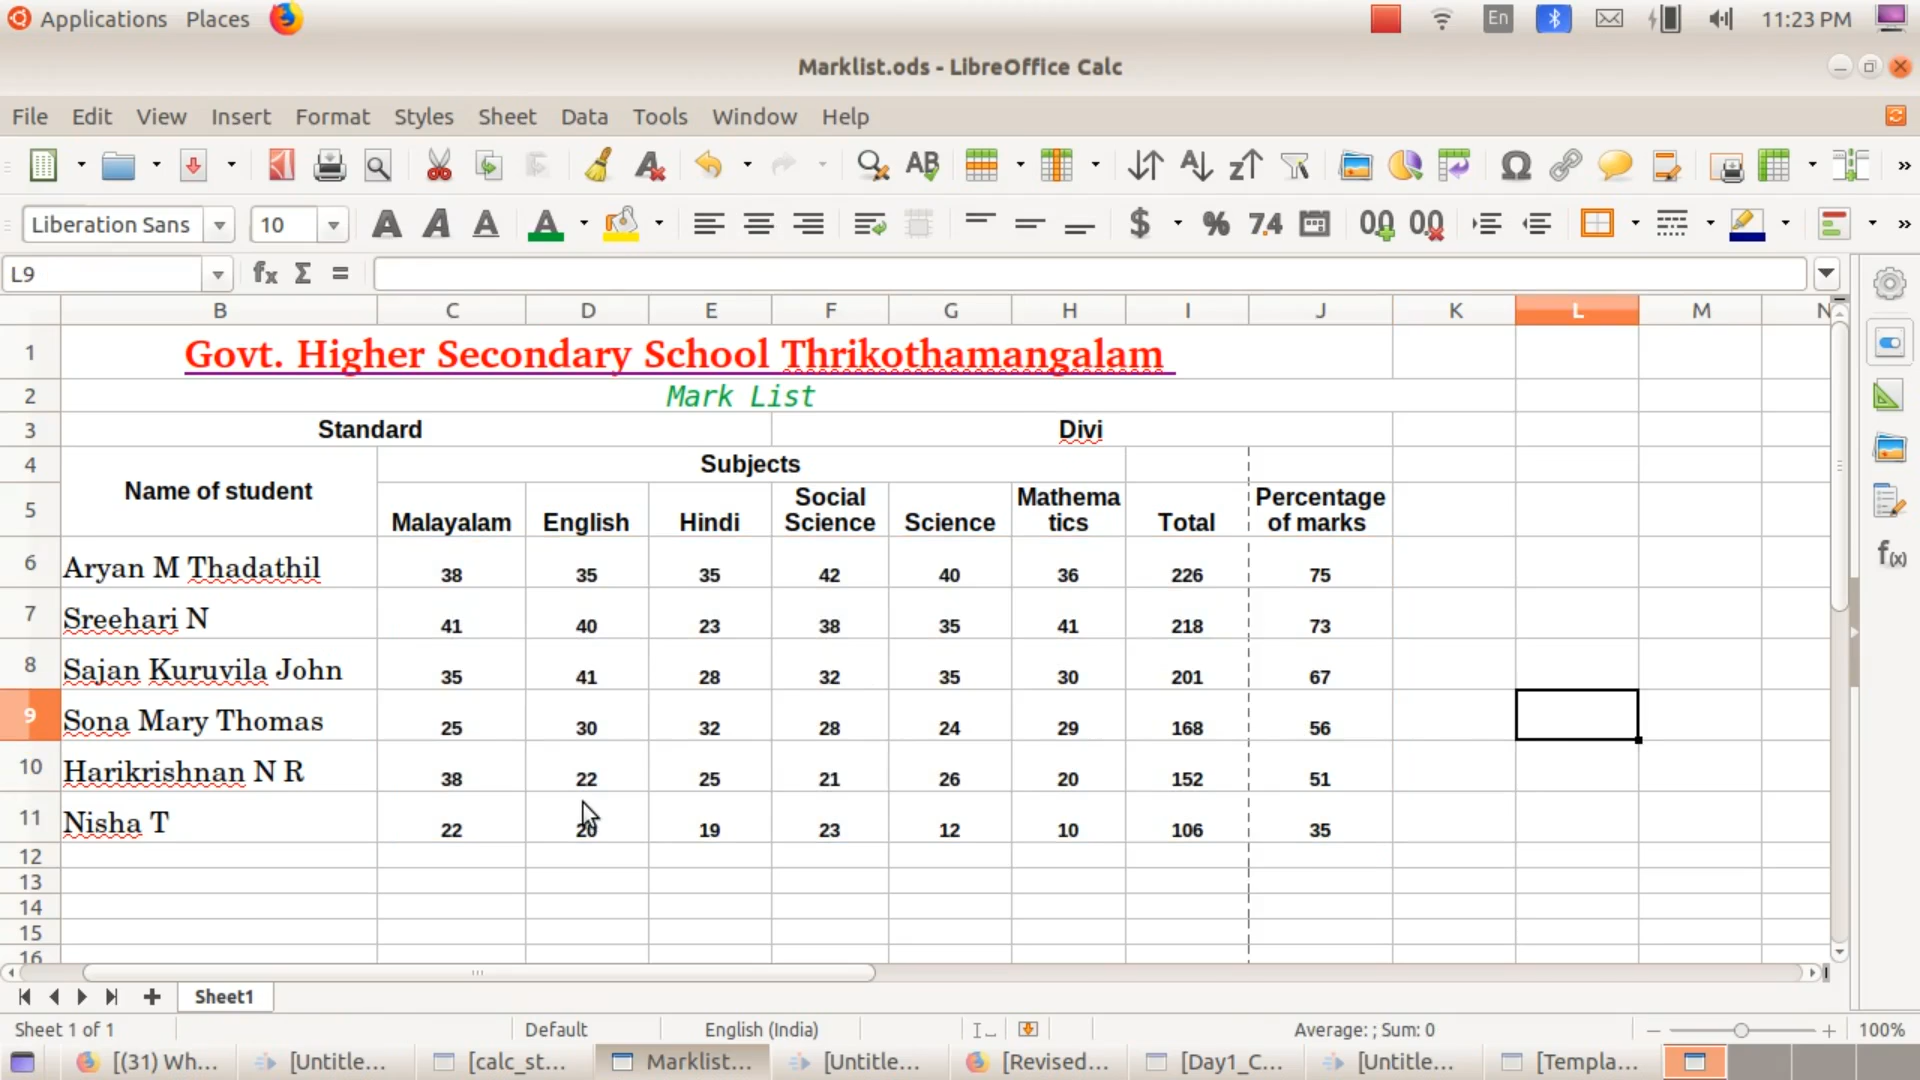 Applications Places En 11:23 PM
Marklist.ods - LibreOffice Calc
File Edit View Insert Format Styles Sheet Data Tools Window Help
Liberation Sans 10
L9
B C D E F G H I J K L M N
1 Govt. Higher Secondary School Thrikothamangalam
2 Mark List
3 Standard Divi
4 Subjects
5 Name of student Malayalam English Hindi Social Science Science Mathema tics Total Percentage of marks
6 Aryan M Thadathil 38 35 35 42 40 36 226 75
7 Sreehari N 41 40 23 38 35 41 218 73
8 Sajan Kuruvila John 35 41 28 32 35 30 201 67
9 Sona Mary Thomas 25 30 32 28 24 29 168 56
10 Harikrishnan N R 38 22 25 21 26 20 152 51
11 Nisha T 22 20 19 23 12 10 106 35
12
13
14
15
16
Sheet1
Sheet 1 of 1 Default English (India) Average: ; Sum: 0 100%
[(31) Wh... [Untitle... [calc_st... Marklist... [Untitle... [Revised... [Day1_C... [Untitle... [Templa...